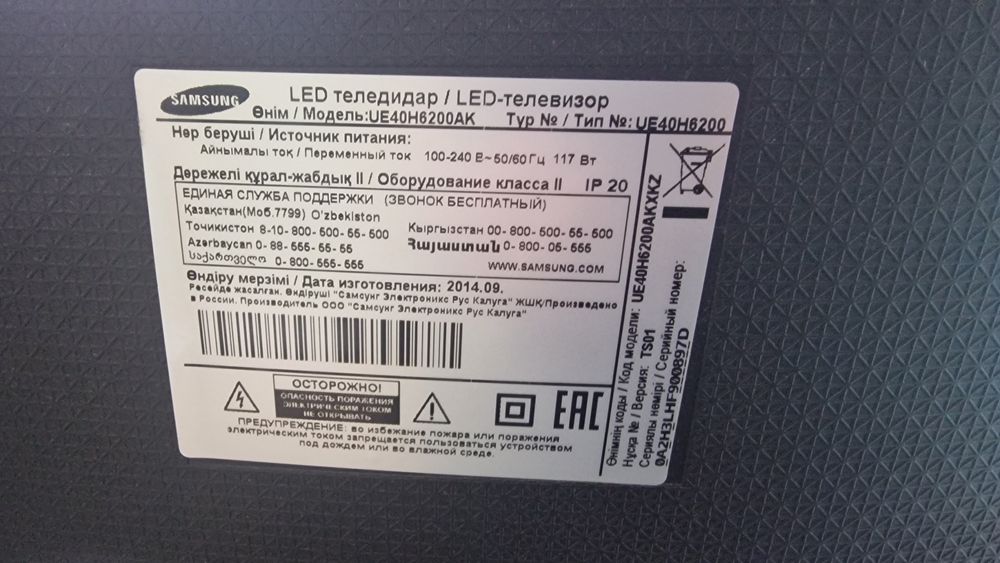 SAMSUNG
LED теледидар / LED-телевизор
Өнім / Модель:UE40H6200AK Түр № / Тип №: UE40H6200
Нәр беруші / Источник питания:
Айнымалы ток / Переменный ток 100-240 В~ 50/60 Гц 117 Вт
Дәрежелі құрал-жабдық II / Оборудование класса II IP 20
ЕДИНАЯ СЛУЖБА ПОДДЕРЖКИ (ЗВОНОК БЕСПЛАТНЫЙ)
Қазақстан(Моб.7799) O'zbekiston
Тоҷикистон 8-10-800-500-55-500 Кыргызстан 00-800-500-55-500
Azərbaycan 0-88-555-55-55 Հայաստան 0-800-05-555
საქართველო 0-800-555-555 WWW.SAMSUNG.COM
Өндіру мерзімі / Дата изготовления: 2014.09.
Ресейде жасалған. Өндіруші "Самсунг Электроникс Рус Калуга" ЖШҚ/Произведено
в России. Производитель ООО "Самсунг Электроникс Рус Калуга"
ОСТОРОЖНО!
ОПАСНОСТЬ ПОРАЖЕНИЯ
ЭЛЕКТРИЧЕСКИМ ТОКОМ
НЕ ОТКРЫВАТЬ
EAC
ПРЕДУПРЕЖДЕНИЕ: во избежание пожара или поражения
электрическим током запрещается пользоваться устройством
под дождем или во влажной среде.
Өнімнің коды / Код модели: UE40H6200AKXKZ
Нұсқа № / Версия: TS01
Сериялы нөмірі / Серийный номер:
0A2H3LHF900897D